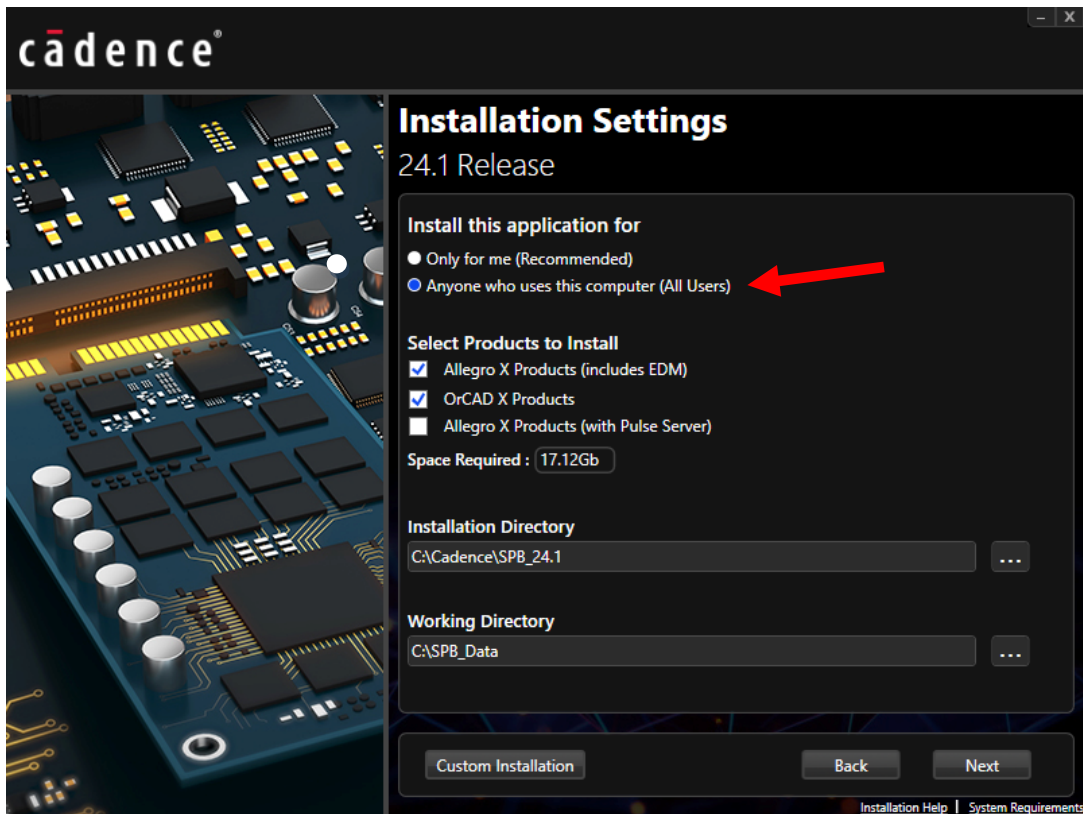 – X
cādence®
Installation Settings
24.1 Release
Install this application for
Only for me (Recommended)
Anyone who uses this computer (All Users)
Select Products to Install
Allegro X Products (includes EDM)
OrCAD X Products
Allegro X Products (with Pulse Server)
Space Required : 17.12Gb
Installation Directory
C:\Cadence\SPB_24.1
...
Working Directory
C:\SPB_Data
...
Custom Installation Back Next
Installation Help | System Requirements